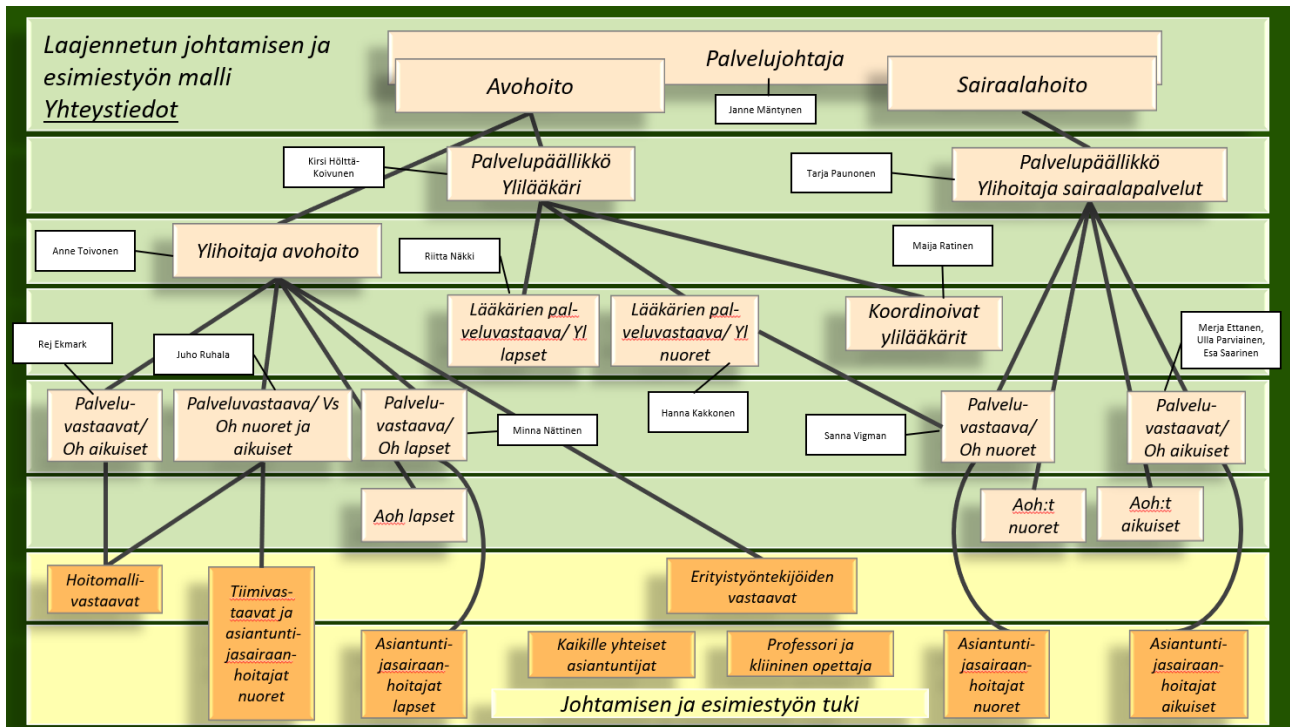 Laajennetun johtamisen ja
esimiestyön malli
Yhteystiedot
Palvelujohtaja
Avohoito
Sairaalahoito
Janne Mäntynen
Kirsi Hölttä-
Koivunen
Palvelupäällikkö
Ylilääkäri
Tarja Paunonen
Palvelupäällikkö
Ylihoitaja sairaalapalvelut
Anne Toivonen
Ylihoitaja avohoito
Riitta Näkki
Maija Ratinen
Lääkärien pal-
veluvastaava/ Yl
lapset
Lääkärien pal-
veluvastaava/ Yl
nuoret
Koordinoivat
ylilääkärit
Merja Ettanen,
Ulla Parviainen,
Esa Saarinen
Rej Ekmark
Juho Ruhala
Hanna Kakkonen
Palvelu-
vastaavat/
Oh aikuiset
Palveluvastaava/ Vs
Oh nuoret ja
aikuiset
Palvelu-
vastaava/
Oh lapset
Minna Nättinen
Sanna Vigman
Palvelu-
vastaava/
Oh nuoret
Palvelu-
vastaavat/
Oh aikuiset
Aoh lapset
Aoh:t
nuoret
Aoh:t
aikuiset
Hoitomalli-
vastaavat
Tiimivas-
taavat ja
asiantunti-
jasairaan-
hoitajat
nuoret
Erityistyöntekijöiden
vastaavat
Asiantunti-
jasairaan-
hoitajat
lapset
Kaikille yhteiset
asiantuntijat
Professori ja
kliininen opettaja
Asiantunti-
jasairaan-
hoitajat
nuoret
Asiantunti-
jasairaan-
hoitajat
aikuiset
Johtamisen ja esimiestyön tuki